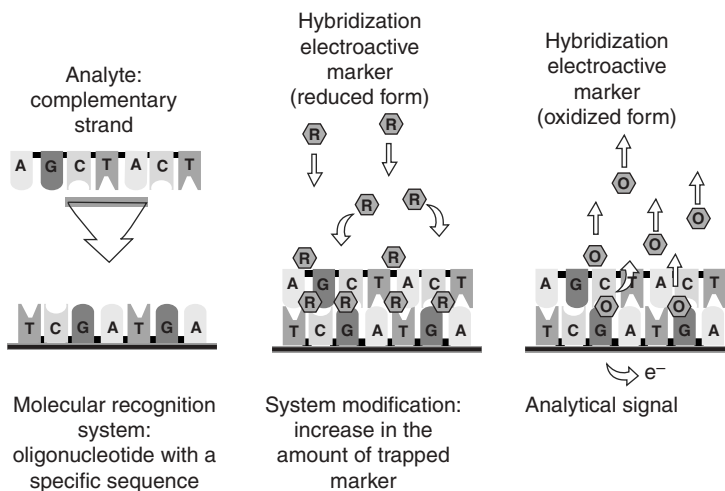 Analyte:
complementary
strand
A G C T A C T
T C G A T G A
Molecular recognition
system:
oligonucleotide with a
specific sequence
Hybridization
electroactive
marker
(reduced form)
R R
R R
R R
A G C T A C T
R R R R
T C G A T G A
System modification:
increase in the
amount of trapped
marker
Hybridization
electroactive
marker
(oxidized form)
O
O
O
O
A G C T A C T
O O
T C G A T G A
e–
Analytical signal